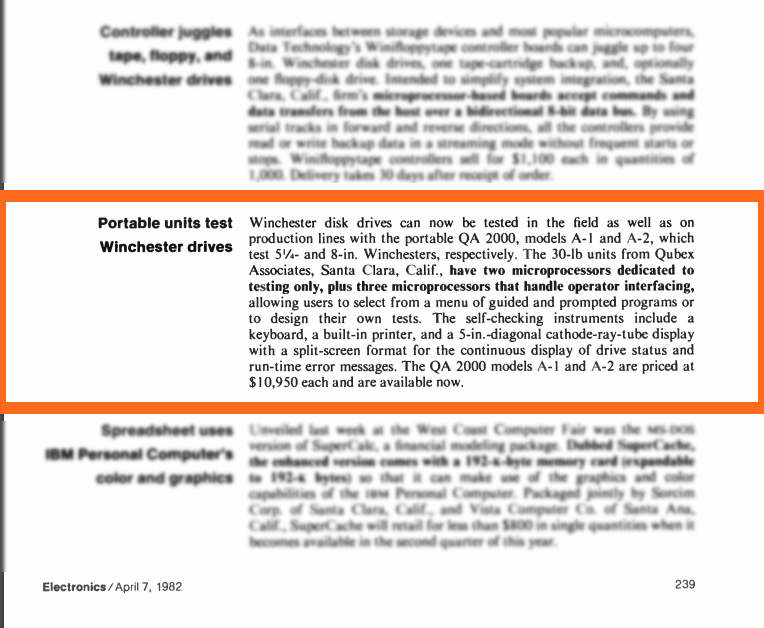 Controller juggles
tape, floppy, and
Winchester drives
As interfaces between storage devices and most popular microcomputers,
Data Technology's Winifloppytape controller boards can juggle up to four
8-in. Winchester disk drives, one tape-cartridge backup, and, optionally
one floppy-disk drive. Intended to simplify system integration, the Santa
Clara, Calif., firm's microprocessor-based boards accept commands and
data transfers from the host over a bidirectional 8-bit data bus. By using
serial tracks in forward and reverse directions, all the controllers provide
read or write backup data in a streaming mode without frequent starts or
stops. Winifloppytape controllers sell for $1,100 each in quantities of
1,000. Delivery takes 30 days after receipt of order.
Portable units test
Winchester drives
Winchester disk drives can now be tested in the field as well as on
production lines with the portable QA 2000, models A-1 and A-2, which
test 5¼- and 8-in. Winchesters, respectively. The 30-lb units from Qubex
Associates, Santa Clara, Calif., have two microprocessors dedicated to
testing only, plus three microprocessors that handle operator interfacing,
allowing users to select from a menu of guided and prompted programs or
to design their own tests. The self-checking instruments include a
keyboard, a built-in printer, and a 5-in.-diagonal cathode-ray-tube display
with a split-screen format for the continuous display of drive status and
run-time error messages. The QA 2000 models A-1 and A-2 are priced at
$10,950 each and are available now.
Spreadsheet uses
IBM Personal Computer's
color and graphics
Unveiled last week at the West Coast Computer Fair was the MS-DOS
version of SuperCalc, a financial modeling package. Dubbed SuperCache,
the enhanced version comes with a 192-K-byte memory card (expandable
to 192-K bytes) so that it can make use of the graphics and color
capabilities of the IBM Personal Computer. Packaged jointly by Sorcim
Corp. of Santa Clara, Calif., and Vista Computer Co. of Santa Ana,
Calif., SuperCache will retail for less than $800 in single quantities when it
becomes available in the second quarter of this year.
Electronics/April 7, 1982
239